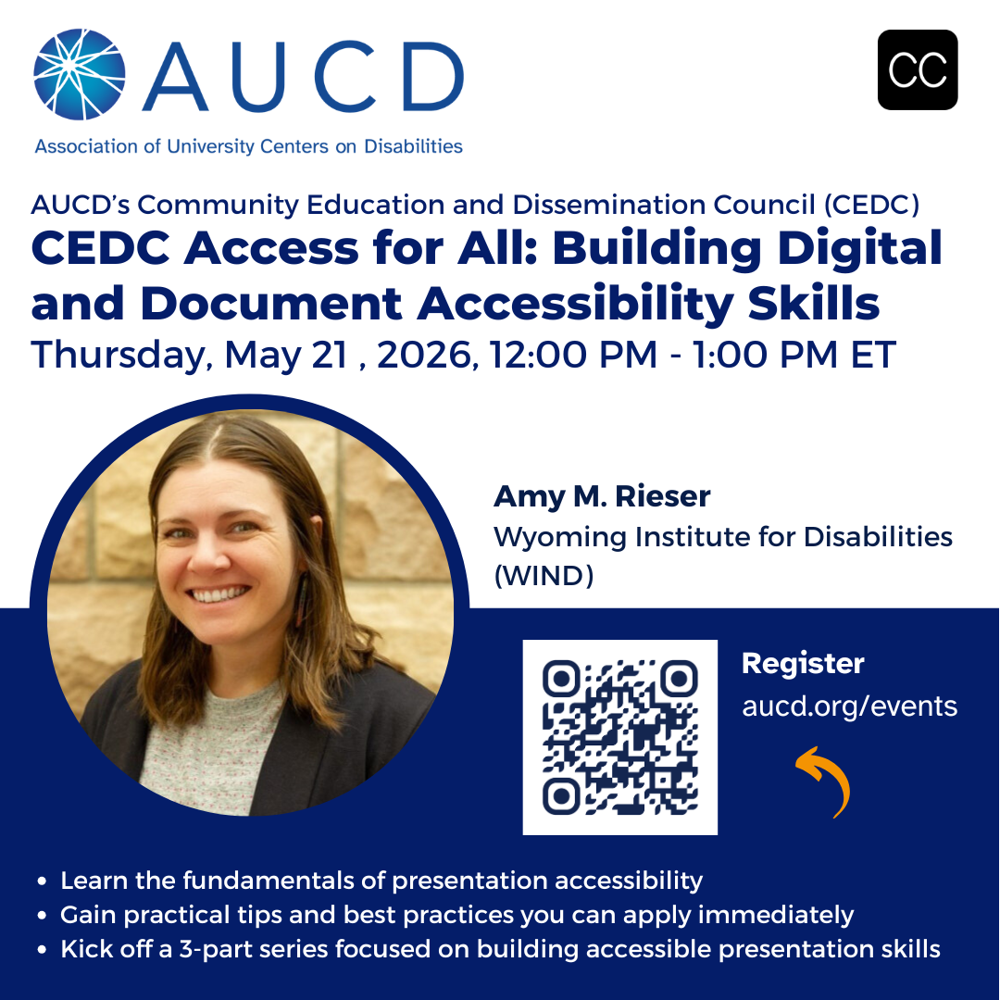 AUCD
CC
Association of University Centers on Disabilities
AUCD’s Community Education and Dissemination Council (CEDC)
CEDC Access for All: Building Digital
and Document Accessibility Skills
Thursday, May 21 , 2026, 12:00 PM - 1:00 PM ET
Amy M. Rieser
Wyoming Institute for Disabilities
(WIND)
Register
aucd.org/events
• Learn the fundamentals of presentation accessibility
• Gain practical tips and best practices you can apply immediately
• Kick off a 3-part series focused on building accessible presentation skills